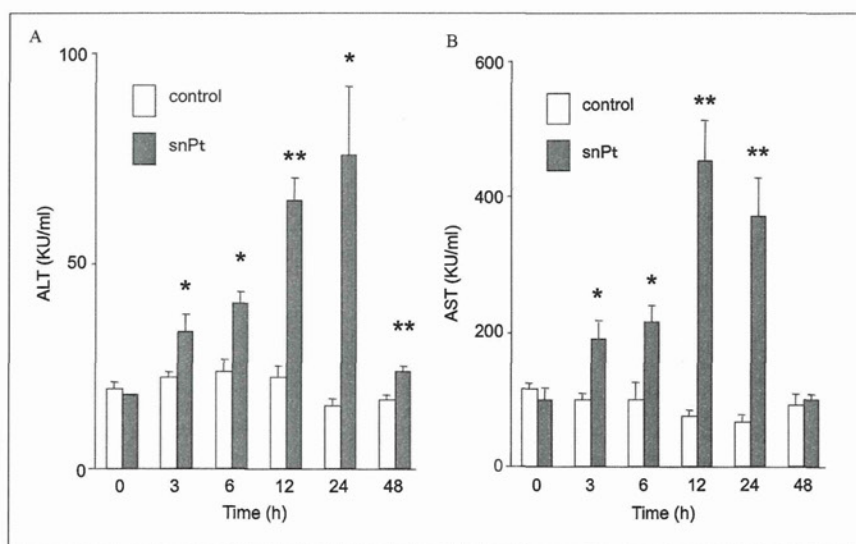 A
100
control
snPt
*
**
*
*
**
50
0
ALT (KU/ml)
0 3 6 12 24 48
Time (h)
B
600
control
snPt
**
**
400
*
*
200
0
AST (KU/ml)
0 3 6 12 24 48
Time (h)